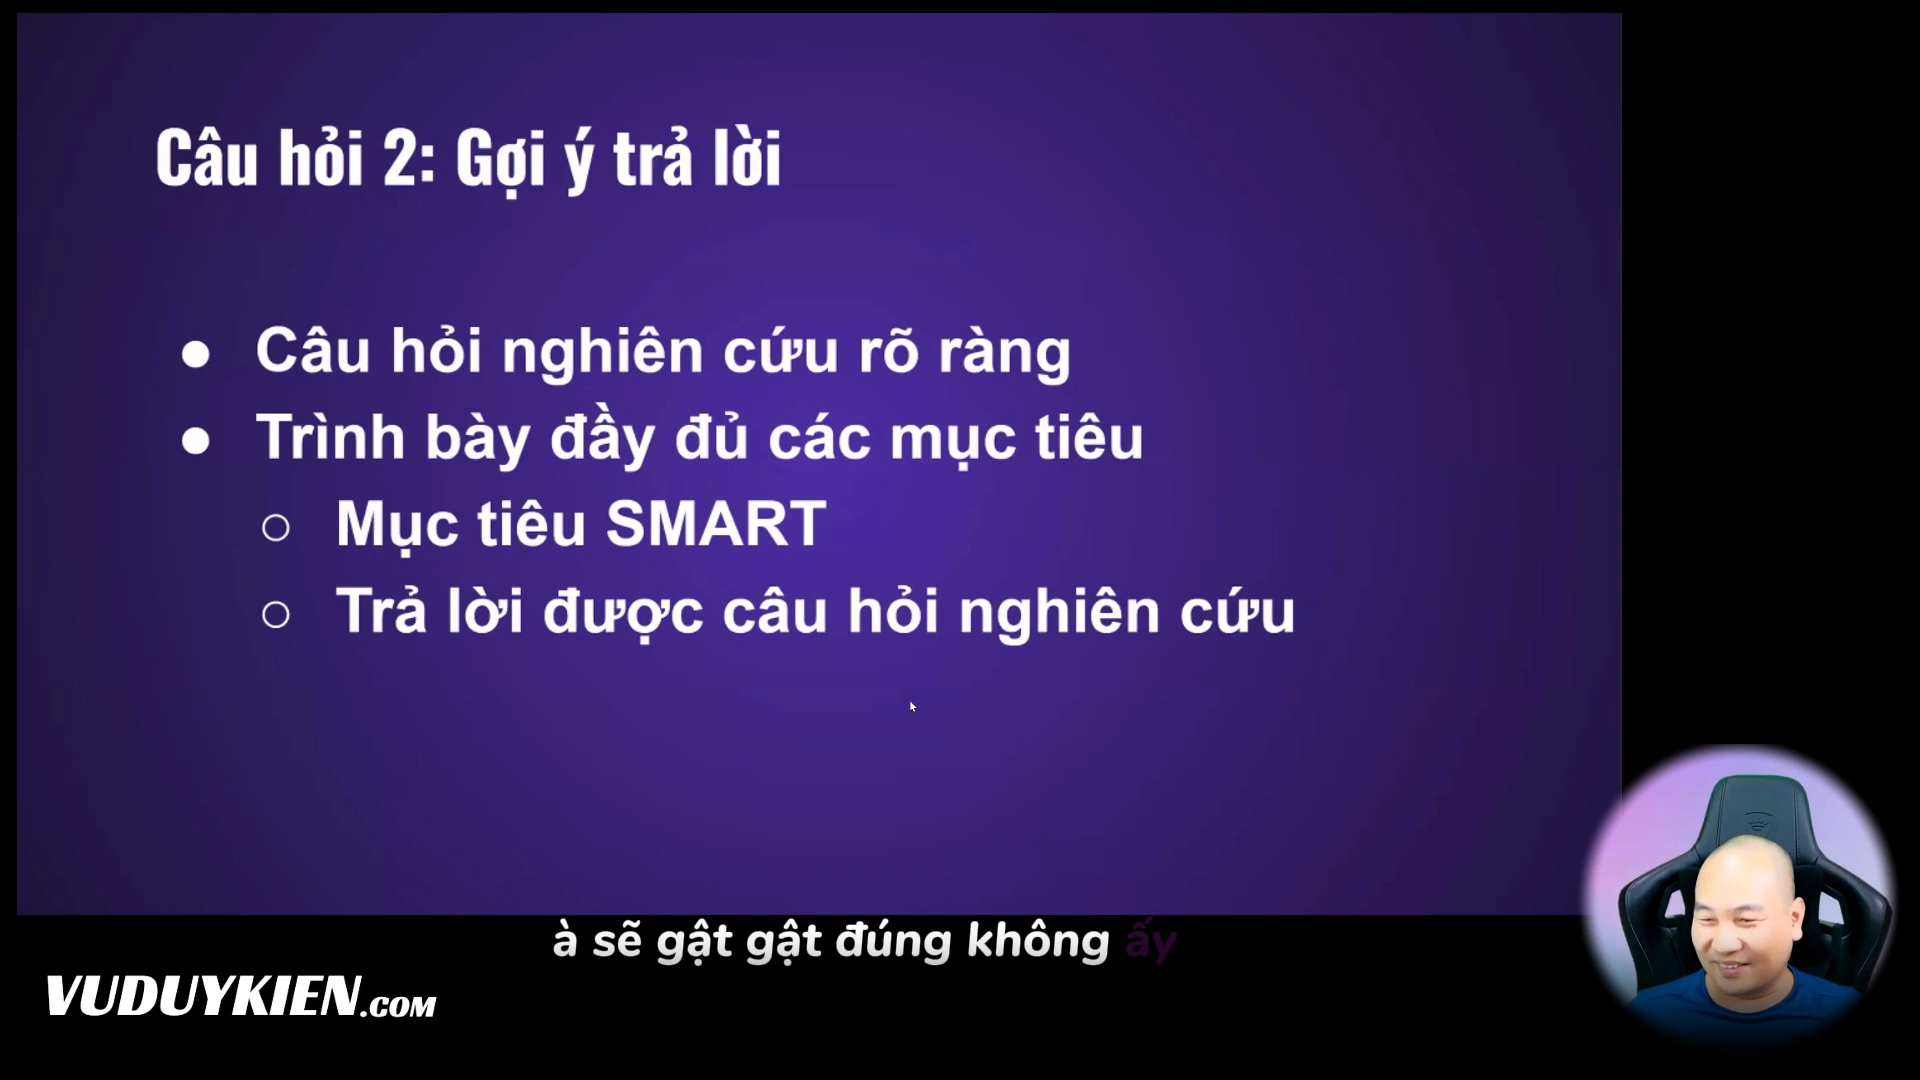 Câu hỏi 2: Gợi ý trả lời
● Câu hỏi nghiên cứu rõ ràng
● Trình bày đầy đủ các mục tiêu
○ Mục tiêu SMART
○ Trả lời được câu hỏi nghiên cứu
à sẽ gật gật đúng không ấy
VUDUYKIEN.COM